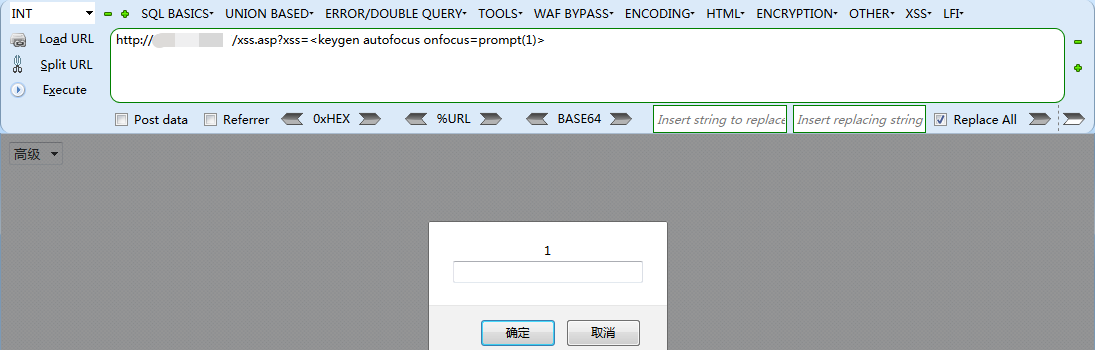 INT SQL BASICS UNION BASED ERROR/DOUBLE QUERY TOOLS WAF BYPASS ENCODING HTML ENCRYPTION OTHER XSS LFI
Load URL http:// /xss.asp?xss=<keygen autofocus onfocus=prompt(1)>
Split URL
Execute
Post data Referrer 0xHEX %URL BASE64 Insert string to replace Insert replacing string Replace All
高级
1
确定 取消